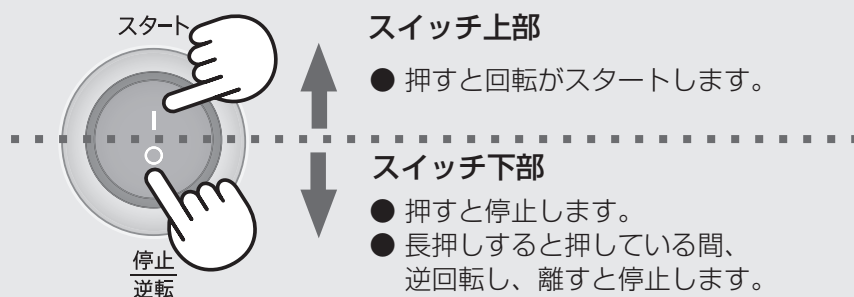 スタート
スイッチ上部
● 押すと回転がスタートします。
スイッチ下部
● 押すと停止します。
● 長押しすると押している間、
逆回転し、離すと停止します。
停止
逆転